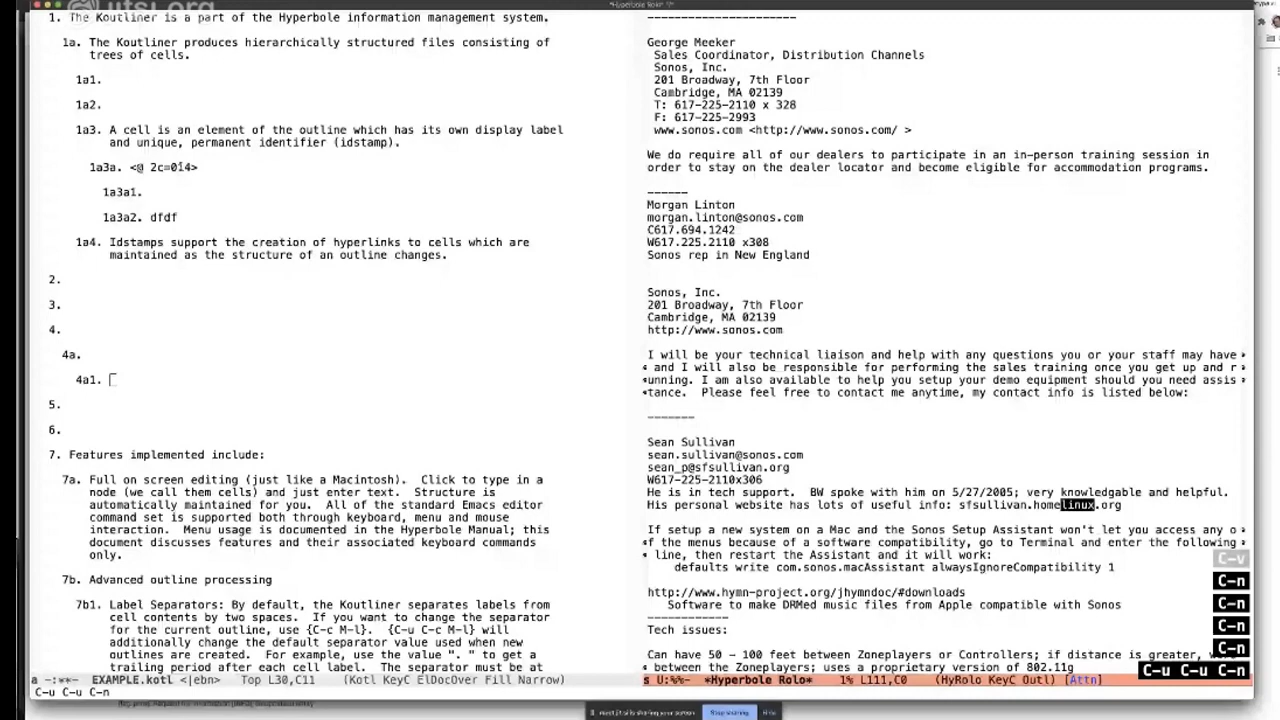 *Hyperbole Rolo*
1. The Koutliner is a part of the Hyperbole information management system.
1a. The Koutliner produces hierarchically structured files consisting of
trees of cells.
1a1.
1a2.
1a3. A cell is an element of the outline which has its own display label
and unique, permanent identifier (idstamp).
1a3a. <@ 2c=014>
1a3a1.
1a3a2. dfdf
1a4. Idstamps support the creation of hyperlinks to cells which are
maintained as the structure of an outline changes.
2.
3.
4.
4a.
4a1.
5.
6.
7. Features implemented include:
7a. Full on screen editing (just like a Macintosh).  Click to type in a
node (we call them cells) and just enter text.  Structure is
automatically maintained for you.  All of the standard Emacs editor
command set is supported both through keyboard, menu and mouse
interaction.  Menu usage is documented in the Hyperbole Manual; this
document discusses features and their associated keyboard commands
only.
7b. Advanced outline processing
7b1. Label Separators: By default, the Koutliner separates labels from
cell contents by two spaces.  If you want to change the separator
for the current outline, use {C-c M-l}.  {C-u C-c M-l} will
additionally change the default separator value used when new
outlines are created.  For example, use the value ". " to get a
trailing period after each cell label.  The separator must be at
a -:**-  EXAMPLE.kotl <|ebn>   Top L30,C11    (Kotl KeyC ElDocOver Fill Narrow)
C-u C-u C-n
----------------------
George Meeker
Sales Coordinator, Distribution Channels
Sonos, Inc.
201 Broadway, 7th Floor
Cambridge, MA 02139
T: 617-225-2110 x 328
F: 617-225-2993
www.sonos.com <http://www.sonos.com/ >
We do require all of our dealers to participate in an in-person training session in
order to stay on the dealer locator and become eligible for accommodation programs.
------
Morgan Linton
morgan.linton@sonos.com
C617.694.1242
W617.225.2110 x308
Sonos rep in New England
Sonos, Inc.
201 Broadway, 7th Floor
Cambridge, MA 02139
http://www.sonos.com
I will be your technical liaison and help with any questions you or your staff may have
and I will also be responsible for performing the sales training once you get up and r
unning. I am also available to help you setup your demo equipment should you need assis
tance.  Please feel free to contact me anytime, my contact info is listed below:
-------
Sean Sullivan
sean.sullivan@sonos.com
sean_p@sfsullivan.org
W617-225-2110x306
He is in tech support.  BW spoke with him on 5/27/2005; very knowledgable and helpful.
His personal website has lots of useful info: sfsullivan.homelinux.org
If setup a new system on a Mac and the Sonos Setup Assistant won't let you access any o
f the menus because of a software compatibility, go to Terminal and enter the following
line, then restart the Assistant and it will work:
defaults write com.sonos.macAssistant alwaysIgnoreCompatibility 1
http://www.hymn-project.org/jhymndoc/#downloads
Software to make DRMed music files from Apple compatible with Sonos
------------
Tech issues:
Can have 50 - 100 feet between Zoneplayers or Controllers; if distance is greater,
between the Zoneplayers; uses a proprietary version of 802.11g
s U:%%-  *Hyperbole Rolo*    1% L111,C0    (HyRolo KeyC Outl) [Attn]
C-v
C-n
C-n
C-n
C-n
C-u C-u C-n
meet.jit.si is sharing your screen.
Stop sharing
Hide